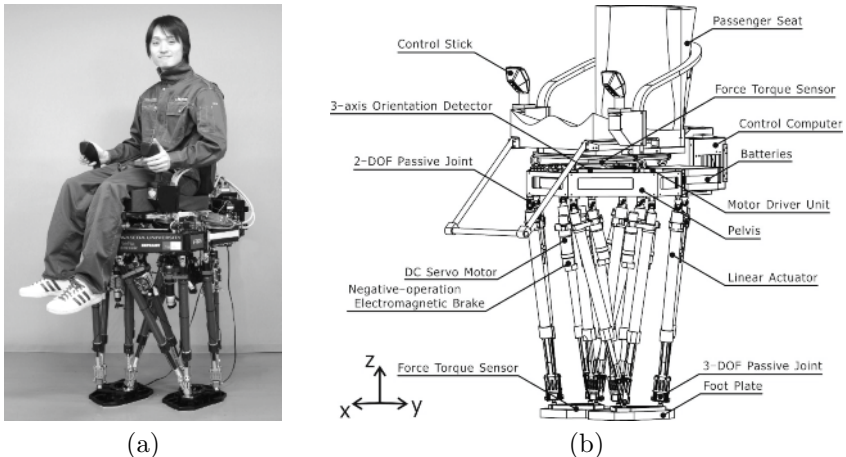 Passenger Seat
Control Stick
Force Torque Sensor
3-axis Orientation Detector
Control Computer
2-DOF Passive Joint
Batteries
Motor Driver Unit
Pelvis
DC Servo Motor
Linear Actuator
Negative-operation
Electromagnetic Brake
Force Torque Sensor
3-DOF Passive Joint
Foot Plate
z
x
y
(a)
(b)